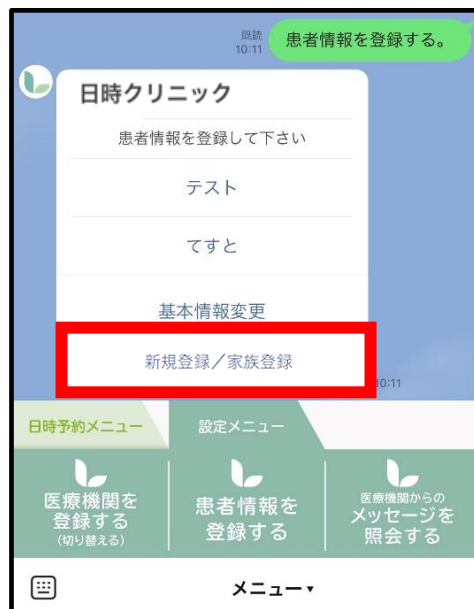 既読
10:11
患者情報を登録する。
日時クリニック
患者情報を登録して下さい
テスト
てすと
基本情報変更
新規登録／家族登録
10:11
日時予約メニュー
設定メニュー
医療機関を
登録する
(切り替える)
患者情報を
登録する
医療機関からの
メッセージを
照会する
メニュー▾